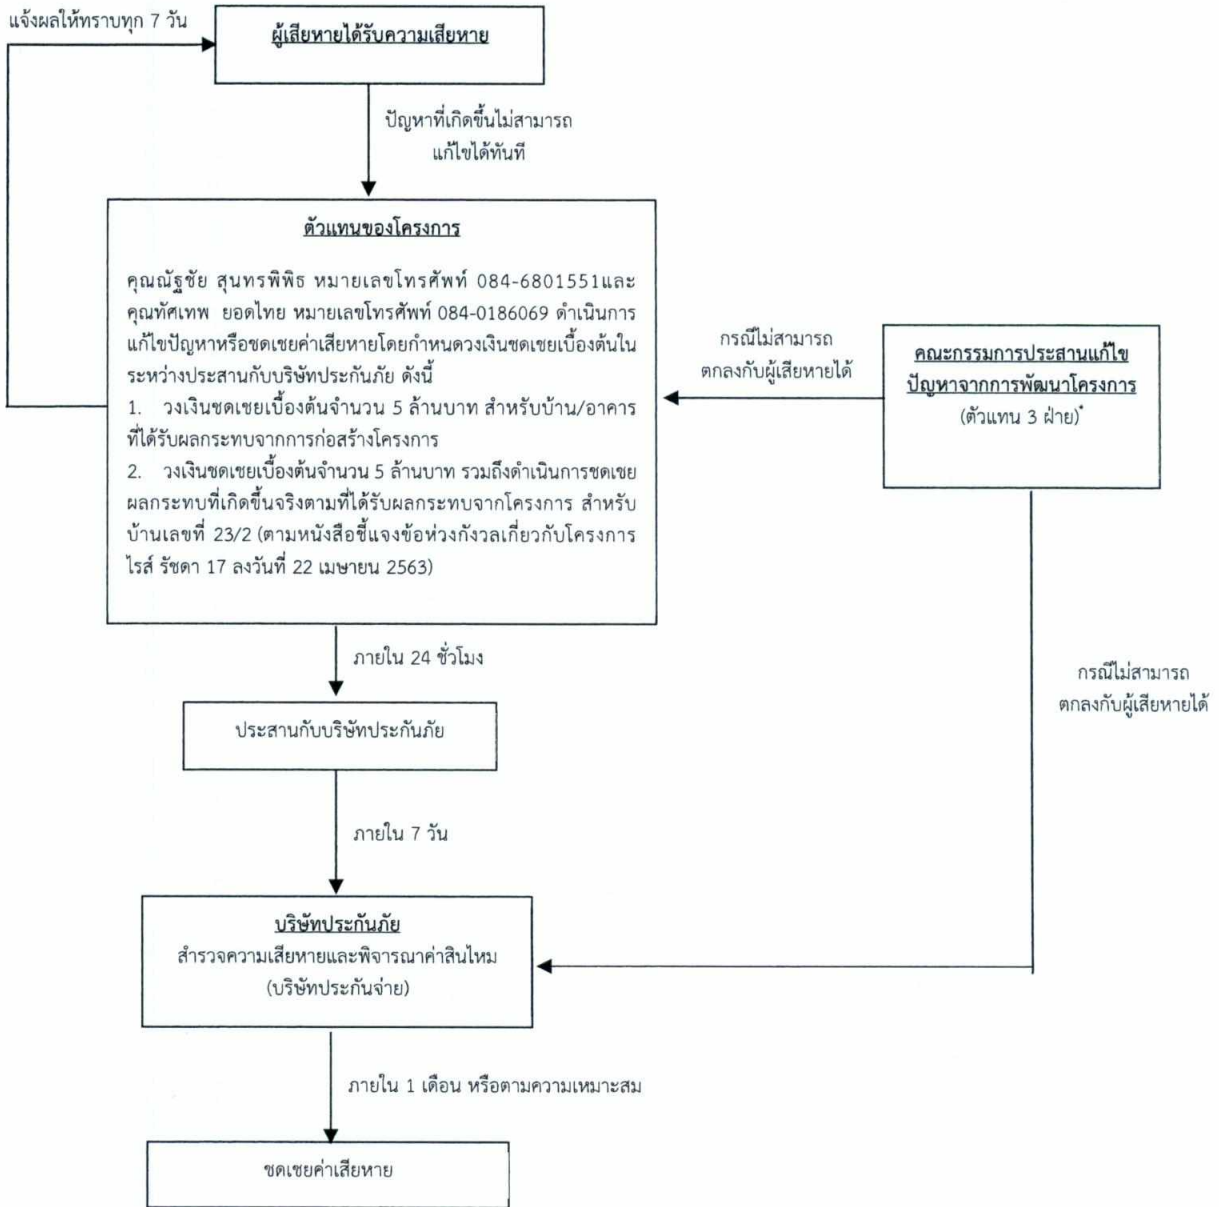 แจ้งผลให้ทราบทุก 7 วัน
ผู้เสียหายได้รับความเสียหาย
ปัญหาที่เกิดขึ้นไม่สามารถ
แก้ไขได้ทันที
ตัวแทนของโครงการ
คุณณัฐชัย สุนทรพิพิธ หมายเลขโทรศัพท์ 084-6801551และ
คุณทัศเทพ ยอดไทย หมายเลขโทรศัพท์ 084-0186069 ดำเนินการ
แก้ไขปัญหาหรือชดเชยค่าเสียหายโดยกำหนดวงเงินชดเชยเบื้องต้นใน
ระหว่างประสานกับบริษัทประกันภัย ดังนี้
1. วงเงินชดเชยเบื้องต้นจำนวน 5 ล้านบาท สำหรับบ้าน/อาคาร
ที่ได้รับผลกระทบจากการก่อสร้างโครงการ
2. วงเงินชดเชยเบื้องต้นจำนวน 5 ล้านบาท รวมถึงดำเนินการชดเชย
ผลกระทบที่เกิดขึ้นจริงตามที่ได้รับผลกระทบจากโครงการ สำหรับ
บ้านเลขที่ 23/2 (ตามหนังสือชี้แจงข้อห่วงกังวลเกี่ยวกับโครงการ
ไรส์ รัชดา 17 ลงวันที่ 22 เมษายน 2563)
กรณีไม่สามารถ
ตกลงกับผู้เสียหายได้
คณะกรรมการประสานแก้ไข
ปัญหาจากการพัฒนาโครงการ
(ตัวแทน 3 ฝ่าย)*
ภายใน 24 ชั่วโมง
กรณีไม่สามารถ
ตกลงกับผู้เสียหายได้
ประสานกับบริษัทประกันภัย
ภายใน 7 วัน
บริษัทประกันภัย
สำรวจความเสียหายและพิจารณาค่าสินไหม
(บริษัทประกันจ่าย)
ภายใน 1 เดือน หรือตามความเหมาะสม
ชดเชยค่าเสียหาย